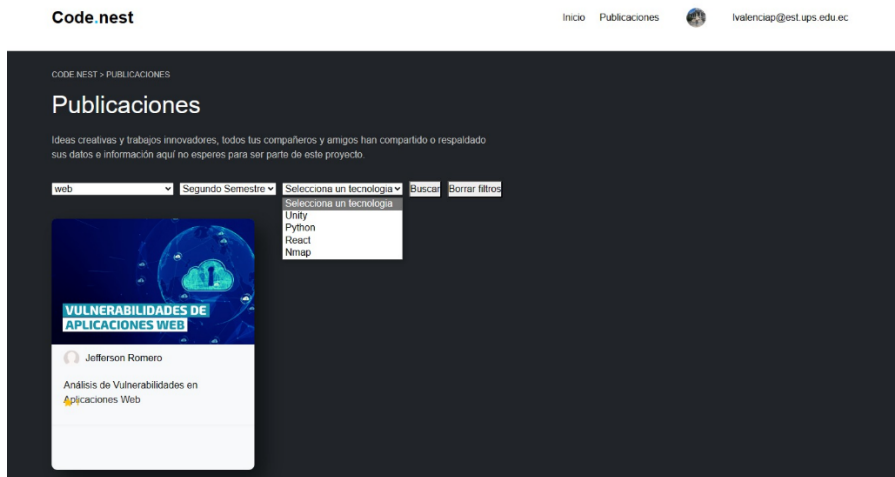 Code.nest
Inicio Publicaciones lvalenciap@est.ups.edu.ec
CODE.NEST > PUBLICACIONES
Publicaciones
Ideas creativas y trabajos innovadores, todos tus compañeros y amigos han compartido o respaldado
sus datos e información aquí no esperes para ser parte de este proyecto.
web Segundo Semestre Selecciona un tecnologia Buscar Borrar filtros
Selecciona un tecnologia
Unity
Python
React
Nmap
VULNERABILIDADES DE
APLICACIONES WEB
Jefferson Romero
Análisis de Vulnerabilidades en
Aplicaciones Web